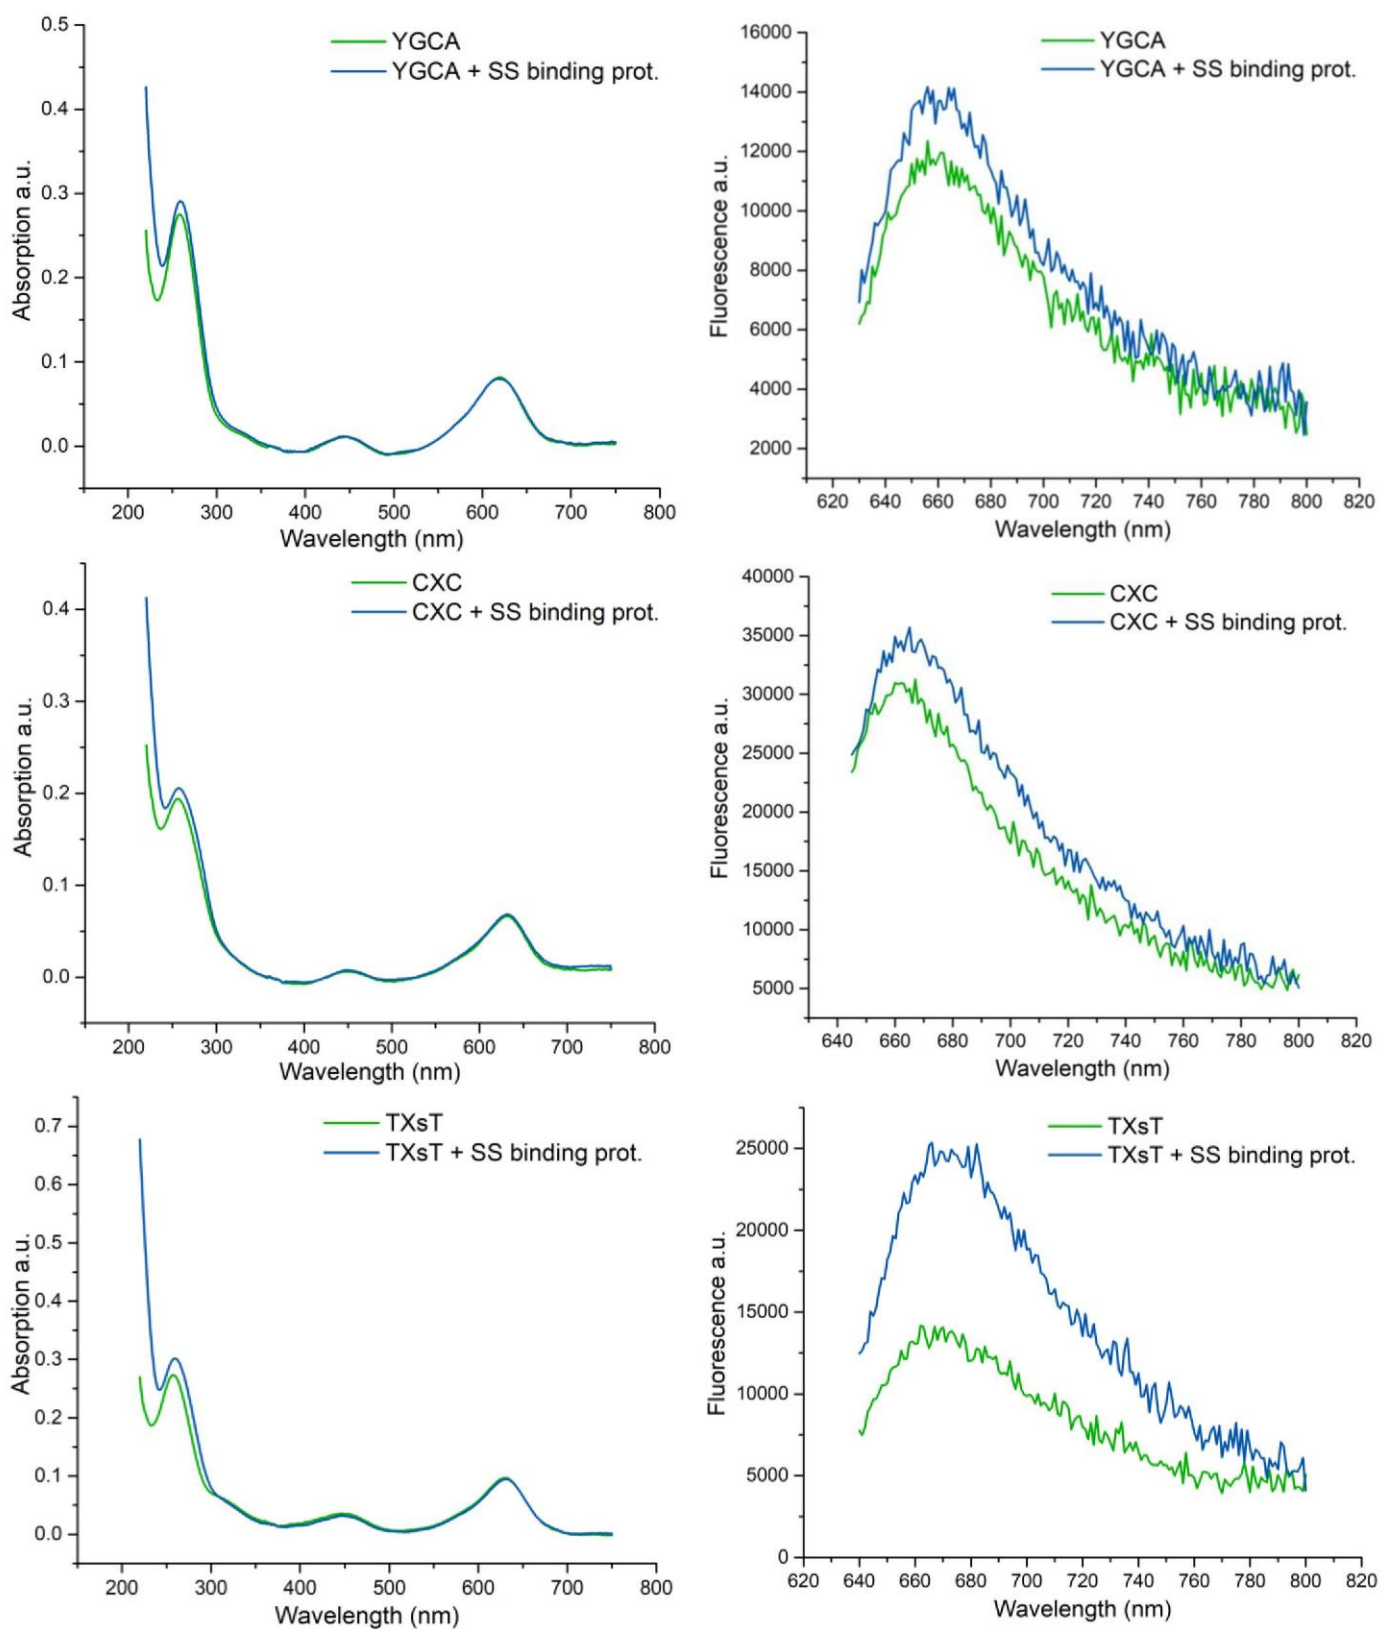 YGCA
YGCA + SS binding prot.
0.5
0.4
0.3
0.2
0.1
0.0
Absorption a.u.
200 300 400 500 600 700 800
Wavelength (nm)
YGCA
YGCA + SS binding prot.
16000
14000
12000
10000
8000
6000
4000
2000
Fluorescence a.u.
620 640 660 680 700 720 740 760 780 800 820
Wavelength (nm)
CXC
CXC + SS binding prot.
0.4
0.3
0.2
0.1
0.0
Absorption a.u.
200 300 400 500 600 700 800
Wavelength (nm)
CXC
CXC + SS binding prot.
40000
35000
30000
25000
20000
15000
10000
5000
Fluorescence a.u.
640 660 680 700 720 740 760 780 800 820
Wavelength (nm)
TXsT
TXsT + SS binding prot.
0.7
0.6
0.5
0.4
0.3
0.2
0.1
0.0
Absorption a.u.
200 300 400 500 600 700 800
Wavelength (nm)
TXsT
TXsT + SS binding prot.
25000
20000
15000
10000
5000
0
Fluorescence a.u.
620 640 660 680 700 720 740 760 780 800 820
Wavelength (nm)